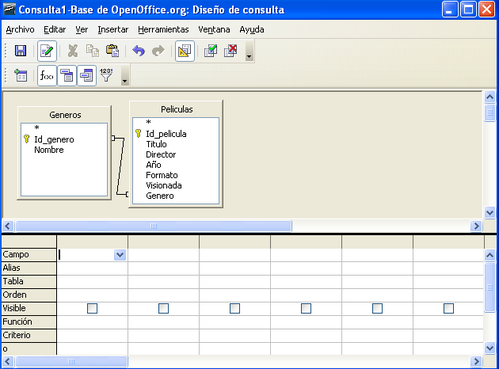 Consulta1-Base de OpenOffice.org: Diseño de consulta
Archivo Editar Ver Insertar Herramientas Ventana Ayuda
f(x) 1201
Generos
*
Id_genero
Nombre
Peliculas
*
Id_pelicula
Titulo
Director
Año
Formato
Visionada
Genero
Campo
Alias
Tabla
Orden
Visible
Función
Criterio
o